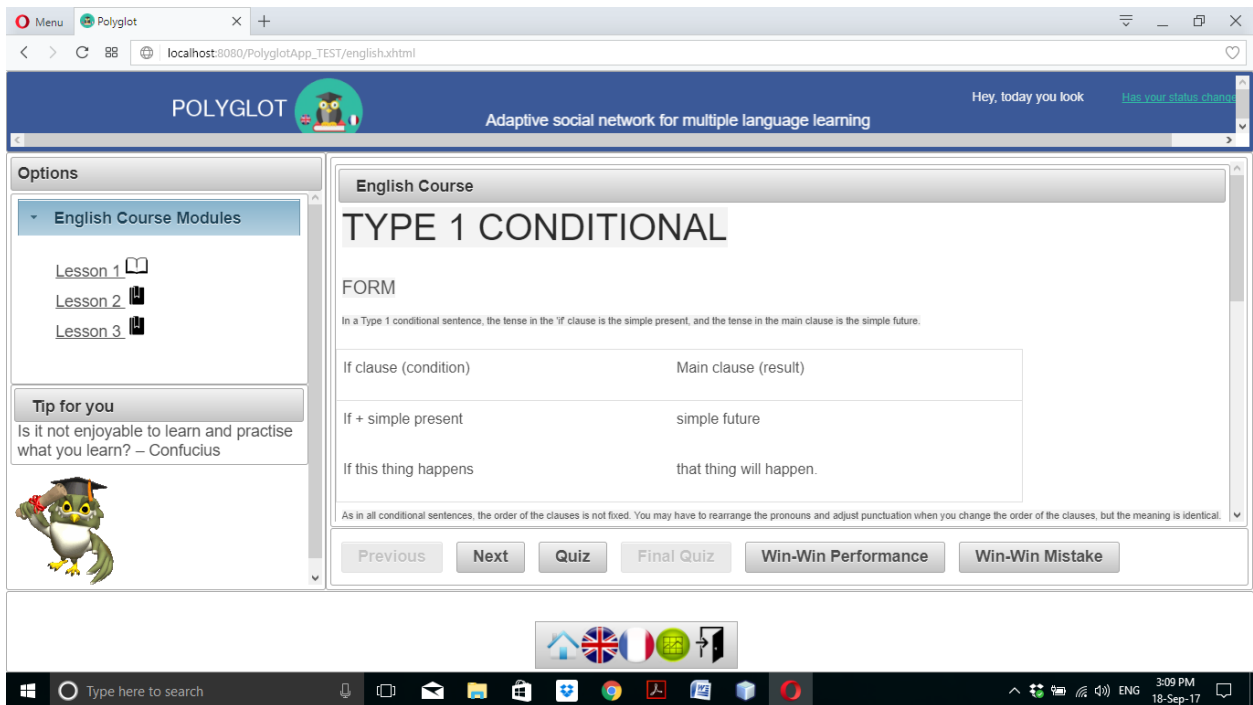 Menu
Polyglot
localhost:8080/PolyglotApp_TEST/english.xhtml
POLYGLOT
Adaptive social network for multiple language learning
Hey, today you look
Has your status change
Options
English Course Modules
Lesson 1
Lesson 2
Lesson 3
Tip for you
Is it not enjoyable to learn and practise
what you learn? – Confucius
English Course
TYPE 1 CONDITIONAL
FORM
In a Type 1 conditional sentence, the tense in the 'if' clause is the simple present, and the tense in the main clause is the simple future.
If clause (condition) Main clause (result)
If + simple present simple future
If this thing happens that thing will happen.
As in all conditional sentences, the order of the clauses is not fixed. You may have to rearrange the pronouns and adjust punctuation when you change the order of the clauses, but the meaning is identical.
Previous Next Quiz Final Quiz Win-Win Performance Win-Win Mistake
Type here to search
ENG
3:09 PM
18-Sep-17